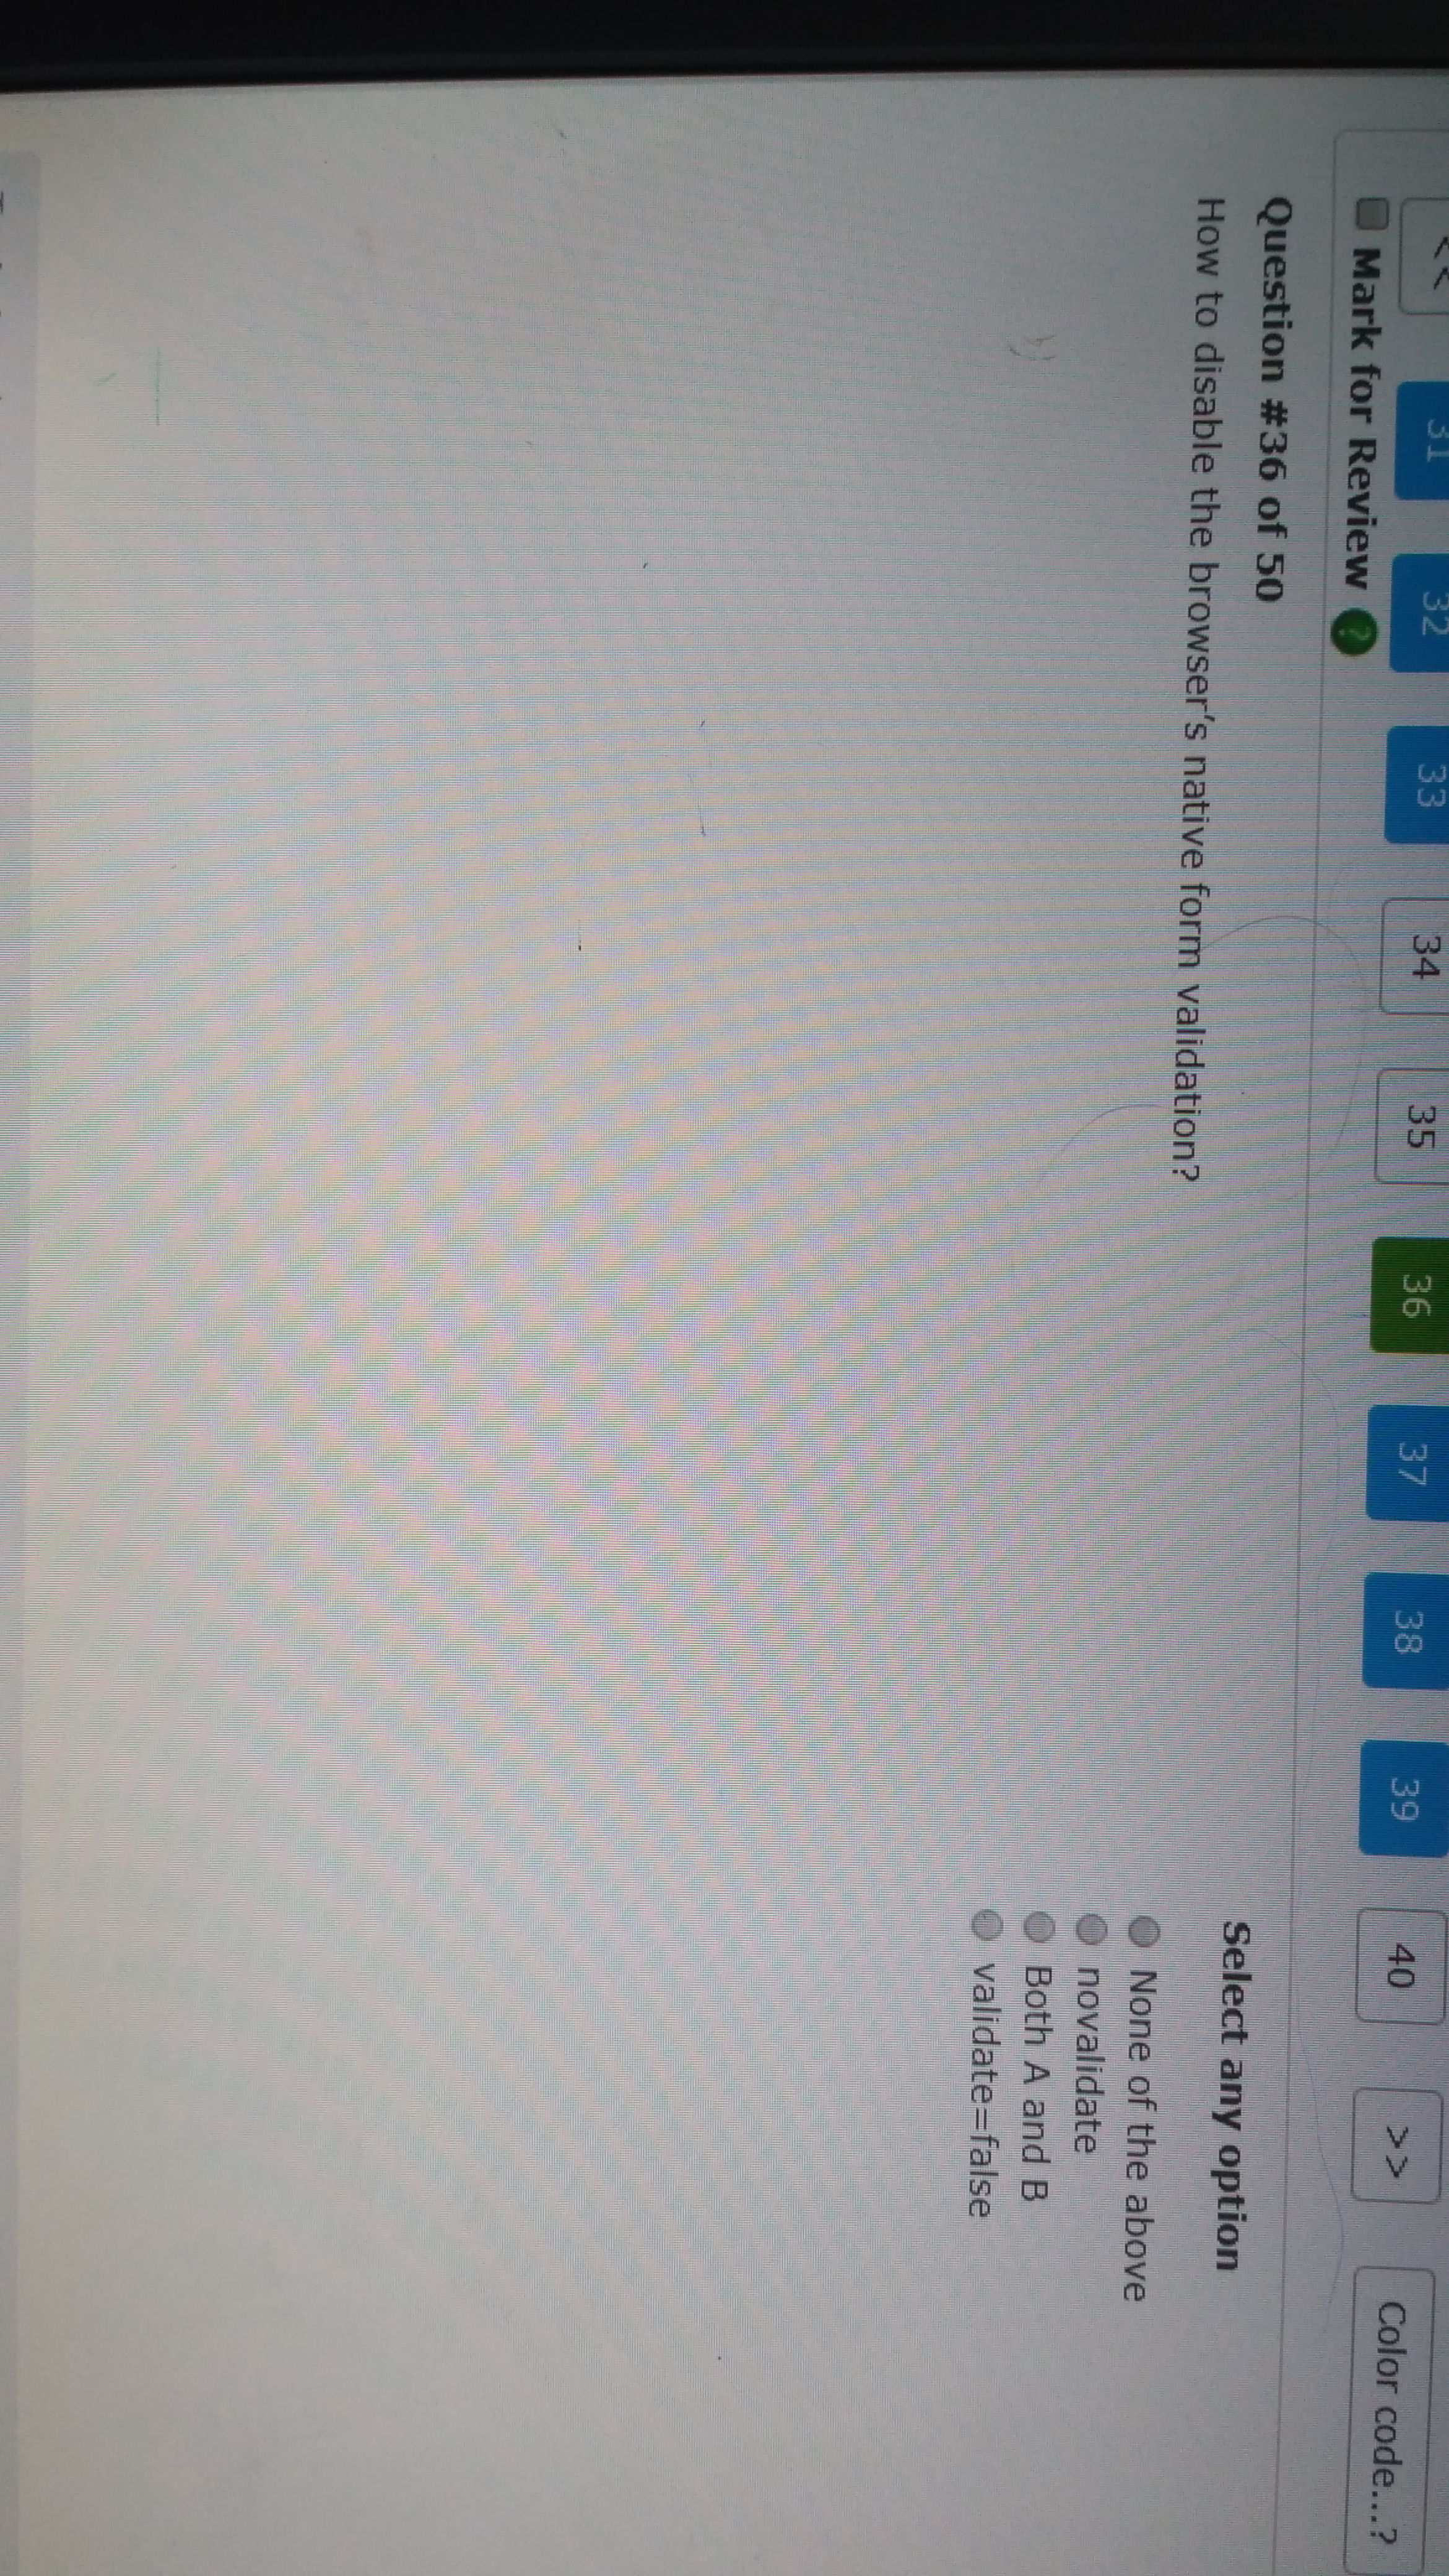 << 31 32 33 34 35 36 37 38 39 40 >> Color code...?
Mark for Review ?
Question #36 of 50
How to disable the browser's native form validation?
Select any option
None of the above
novalidate
Both A and B
validate=false